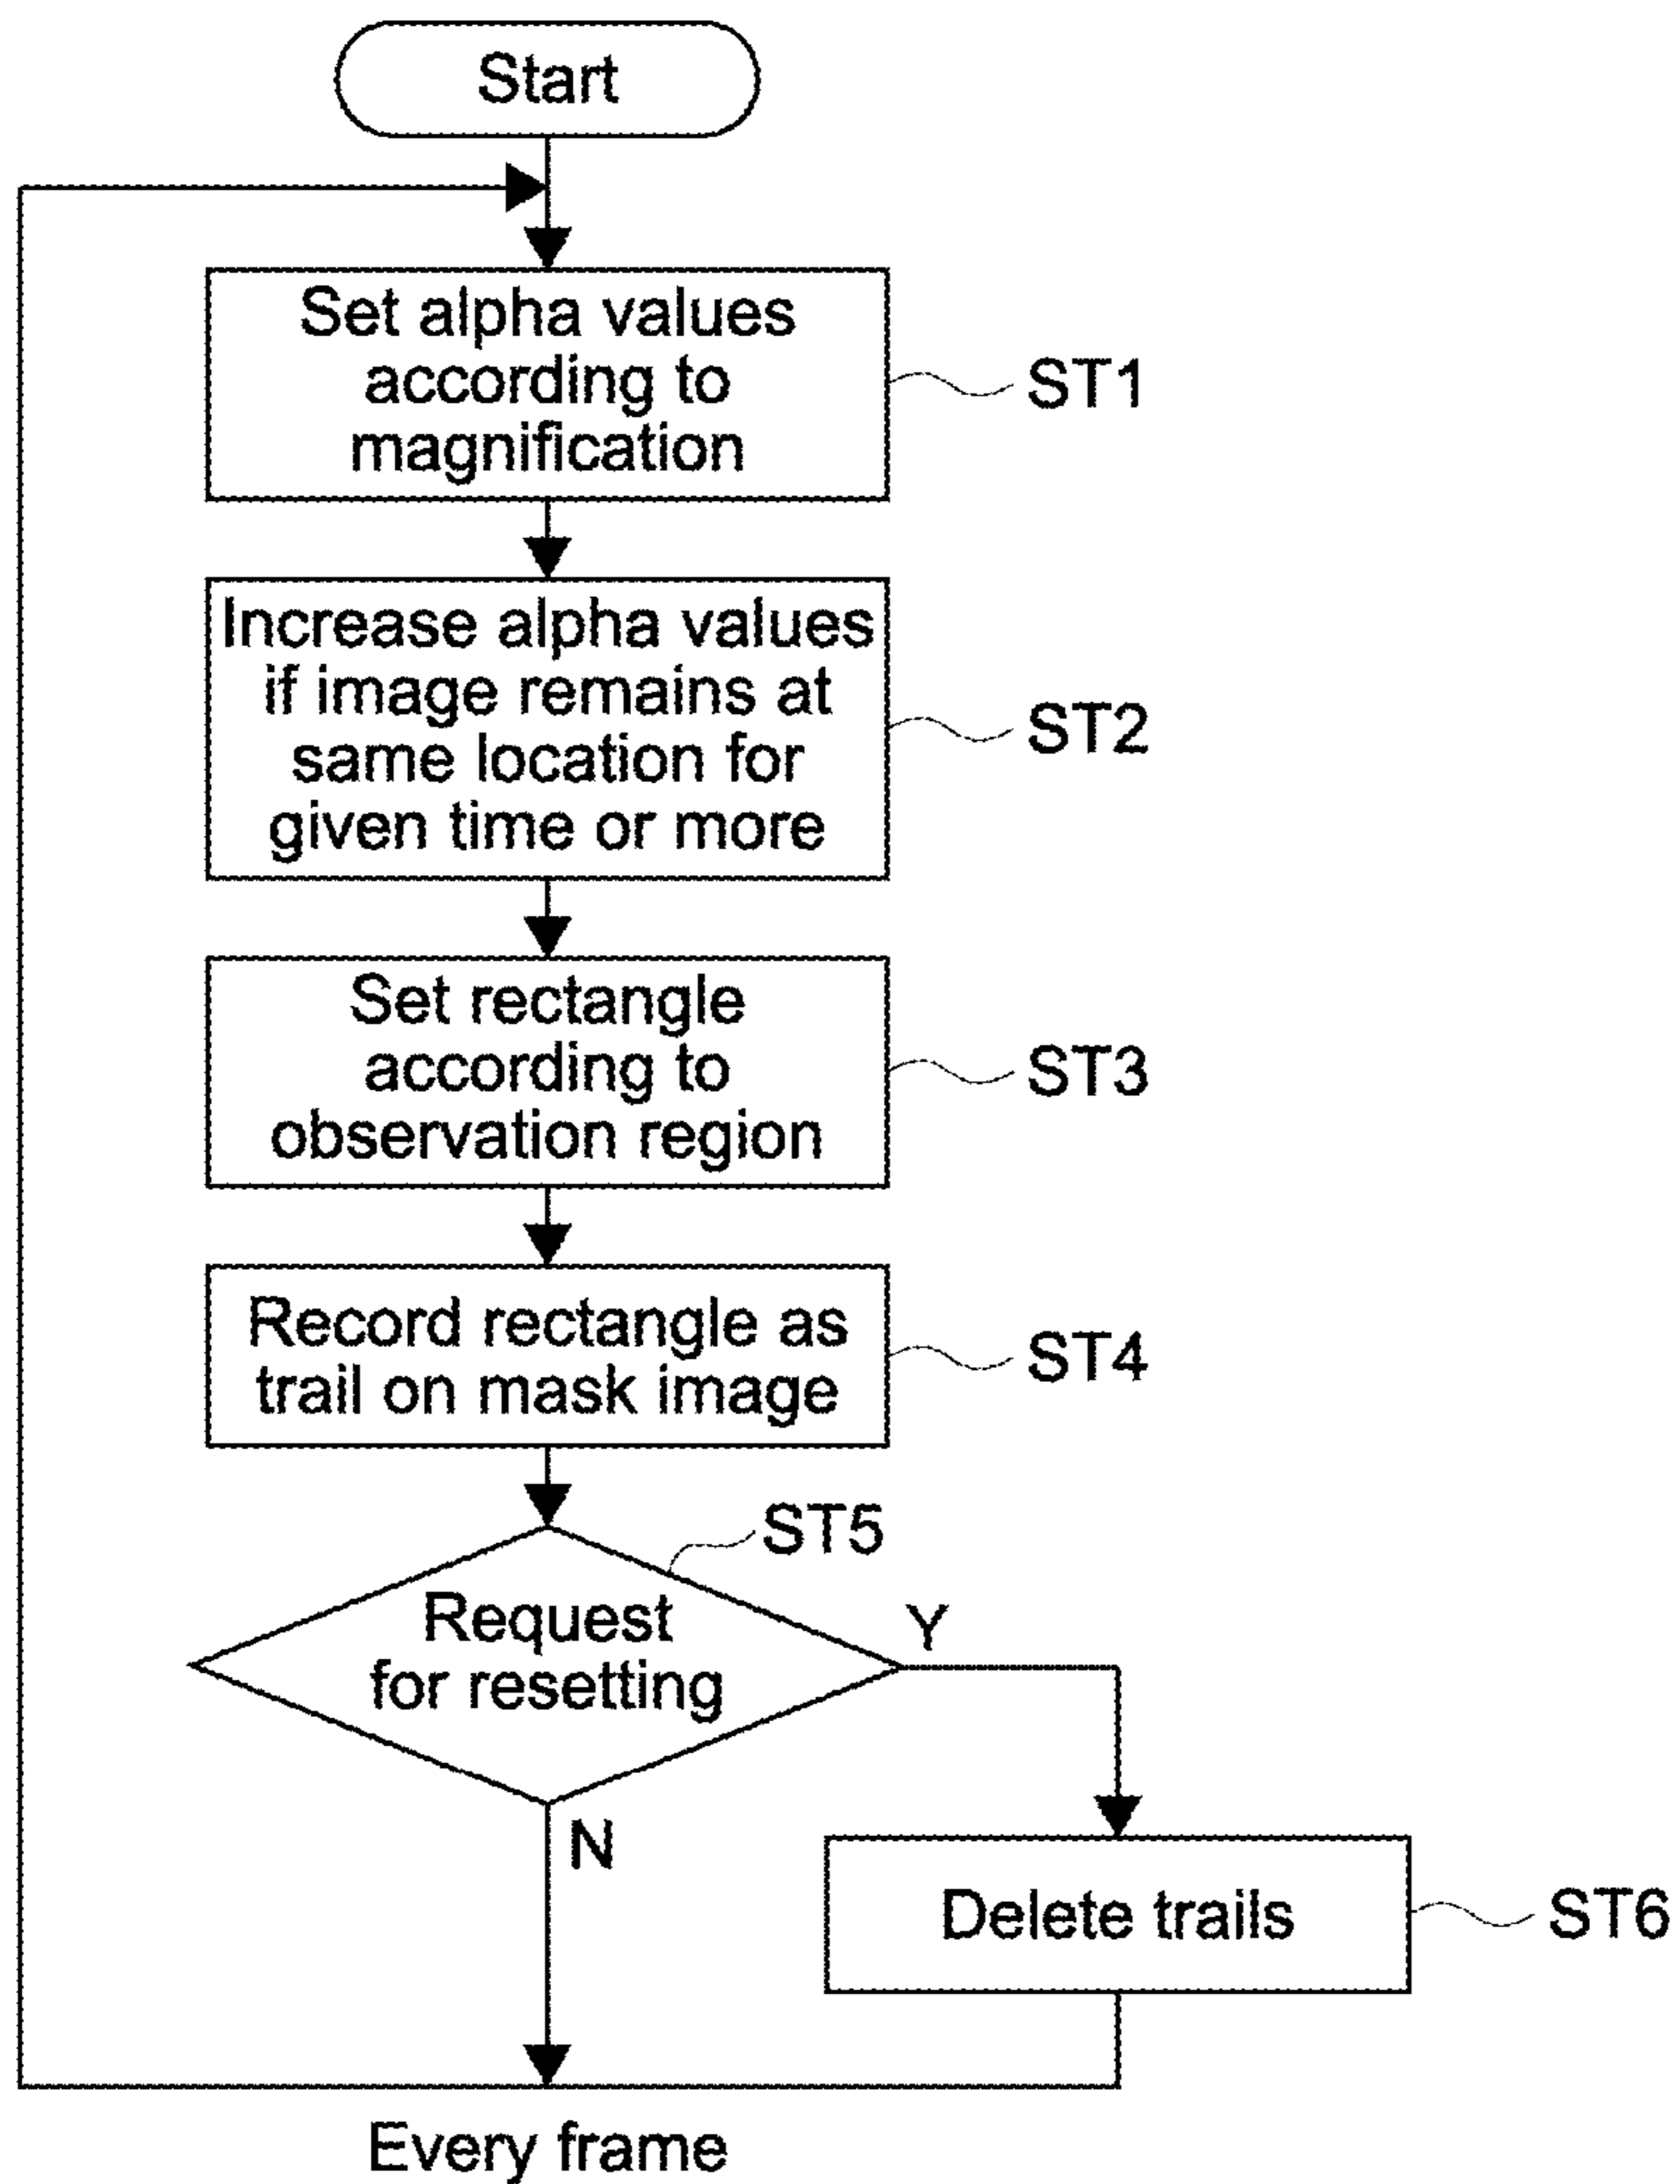 Start
Set alpha values
according to
magnification
ST1
Increase alpha values
if image remains at
same location for
given time or more
ST2
Set rectangle
according to
observation region
ST3
Record rectangle as
trail on mask image
ST4
ST5
Request
for resetting
Y
N
Delete trails
ST6
Every frame